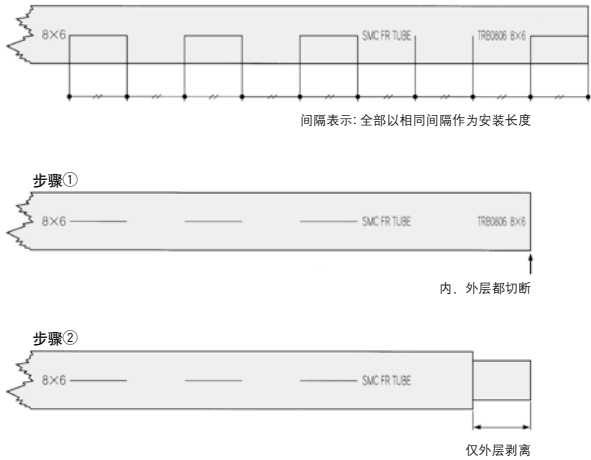 8×6 SMC FR TUBE TRB0806 8×6
间隔表示: 全部以相同间隔作为安装长度
步骤①
8×6 SMC FR TUBE TRB0806 8×6
内、外层都切断
步骤②
8×6 SMC FR TUBE
仅外层剥离